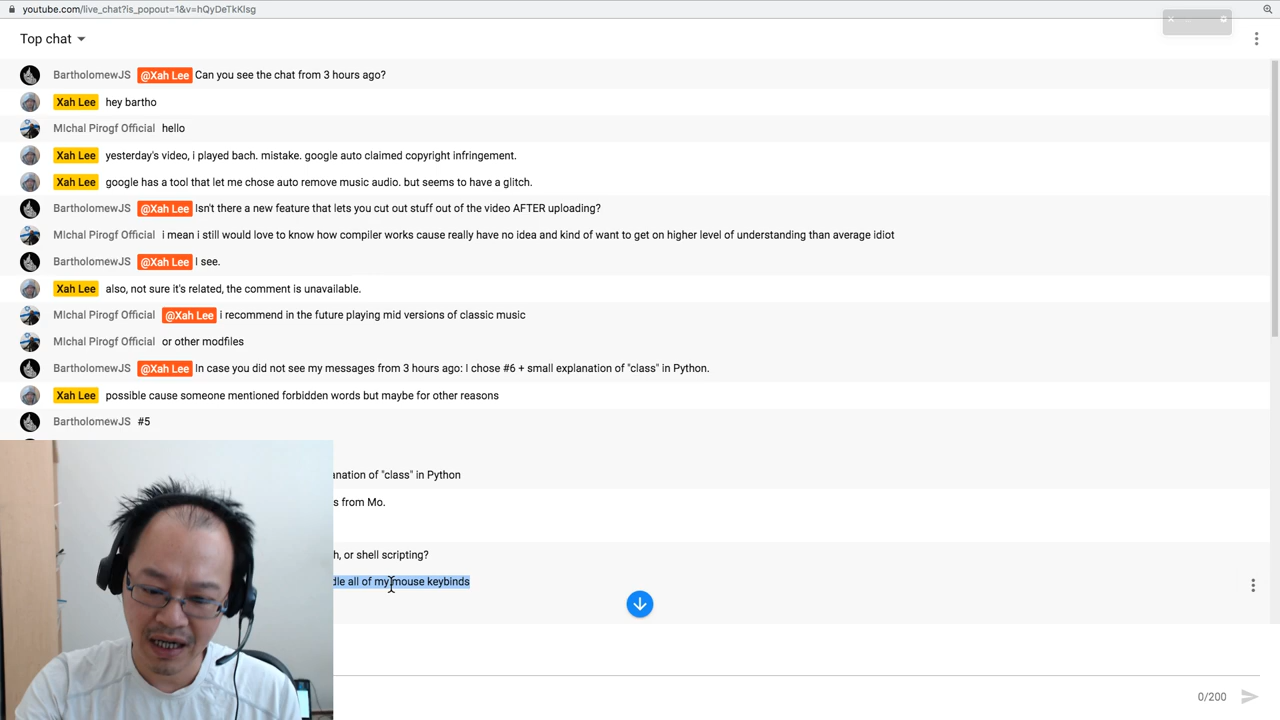 youtube.com/live_chat?is_popout=1&v=hQyDeTkKlsg
Top chat
BartholomewJS @Xah Lee Can you see the chat from 3 hours ago?
Xah Lee hey bartho
MIchal Pirogf Official hello
Xah Lee yesterday's video, i played bach. mistake. google auto claimed copyright infringement.
Xah Lee google has a tool that let me chose auto remove music audio. but seems to have a glitch.
BartholomewJS @Xah Lee Isn't there a new feature that lets you cut out stuff out of the video AFTER uploading?
MIchal Pirogf Official i mean i still would love to know how compiler works cause really have no idea and kind of want to get on higher level of understanding than average idiot
BartholomewJS @Xah Lee I see.
Xah Lee also, not sure it's related, the comment is unavailable.
MIchal Pirogf Official @Xah Lee i recommend in the future playing mid versions of classic music
MIchal Pirogf Official or other modfiles
BartholomewJS @Xah Lee In case you did not see my messages from 3 hours ago: I chose #6 + small explanation of "class" in Python.
Xah Lee possible cause someone mentioned forbidden words but maybe for other reasons
BartholomewJS #5
of "class" in Python
from Mo.
or shell scripting?
all of my mouse keybinds
0/200